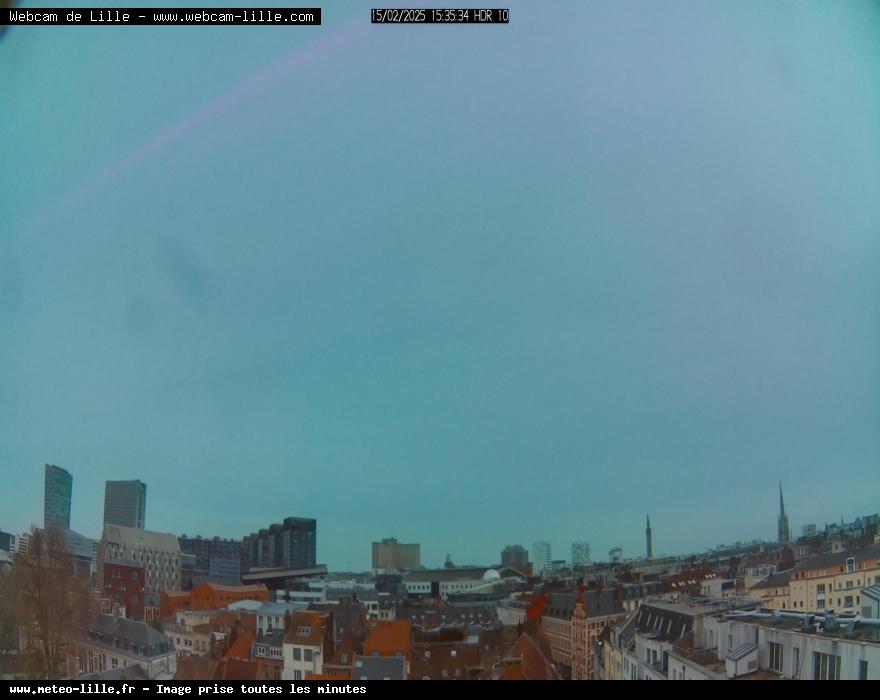 Webcam de Lille - www.webcam-lille.com
15/02/2025 15:35:34 HDR 10
www.meteo-lille.fr - Image prise toutes les minutes